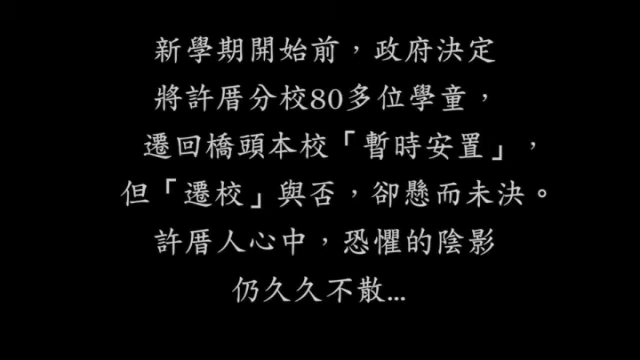 新學期開始前，政府決定
將許厝分校80多位學童，
遷回橋頭本校「暫時安置」，
但「遷校」與否，卻懸而未決。
許厝人心中，恐懼的陰影
仍久久不散...